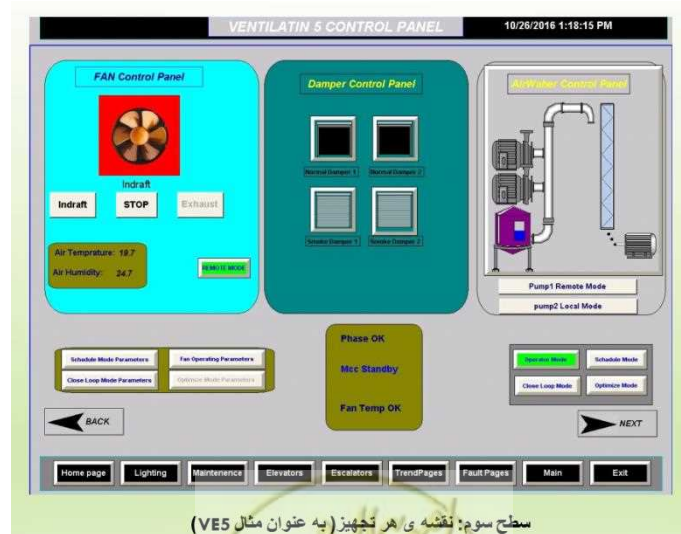 VENTILATIN 5 CONTROL PANEL
10/26/2016 1:18:15 PM
FAN Control Panel
Indraft
Indraft
STOP
Exhaust
Air Temprature: 19.7
Air Humidity: 24.7
REMOTE MODE
Damper Control Panel
Normal Damper 1
Normal Damper 2
Smoke Damper 1
Smoke Damper 2
AirWaher Control Panel
Pump1 Remote Mode
pump2 Local Mode
Schedule Mode Parameters
Fan Operating Parameters
Close Loop Mode Parameters
Optimize Mode Parameters
Phase OK
Mcc Standby
Fan Temp OK
Operator Mode
Schadule Mode
Close Loop Mode
Optimize Mode
BACK
NEXT
Home page
Lighting
Maintenence
Elevators
Escalators
TrendPages
Fault Pages
Main
Exit
سطح سوم: نقشه ی هر تجهیز( به عنوان مثال VE5)